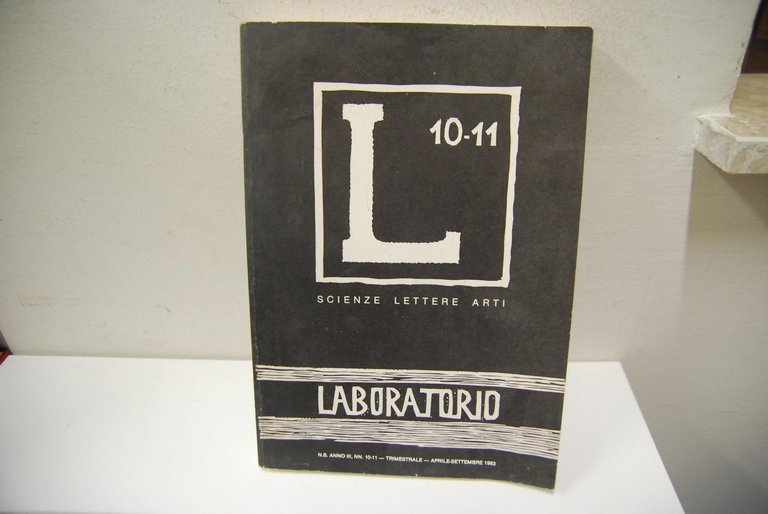 L 10-11
SCIENZE LETTERE ARTI
LABORATORIO
N.S. ANNO III, NN. 10-11 — TRIMESTRALE — APRILE-SETTEMBRE 1983